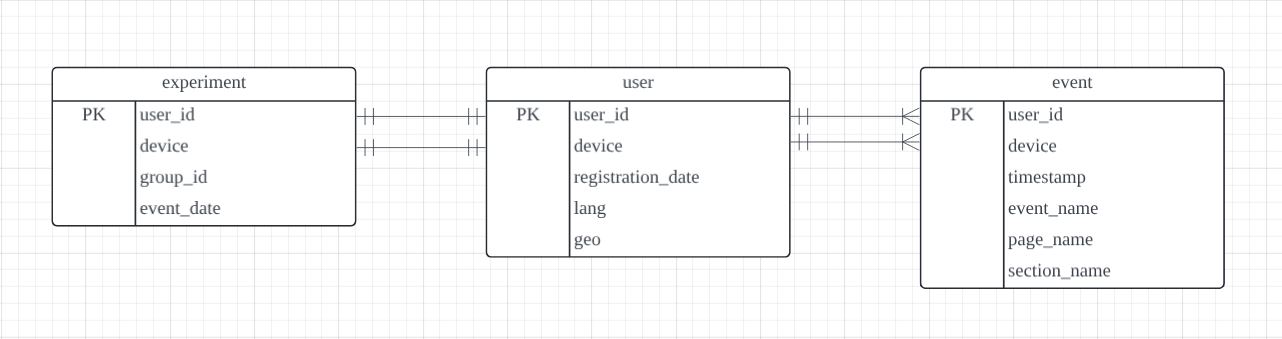 experiment
PK user_id
device
group_id
event_date
user
PK user_id
device
registration_date
lang
geo
event
PK user_id
device
timestamp
event_name
page_name
section_name